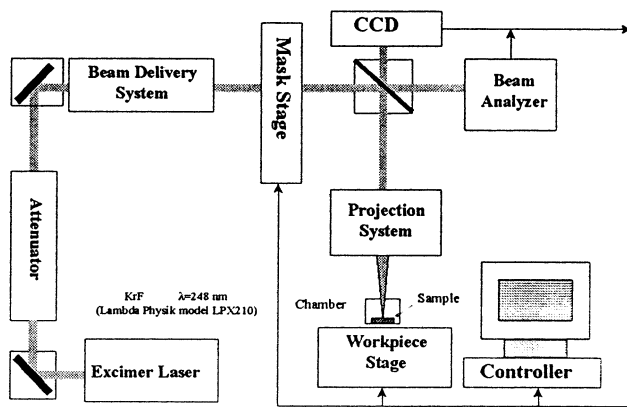 CCD
Beam Delivery
System
Mask Stage
Beam
Analyzer
Attenuator
Projection
System
KrF λ=248 nm
(Lambda Physik model LPX210)
Chamber
Sample
Workpiece
Stage
Excimer Laser
Controller